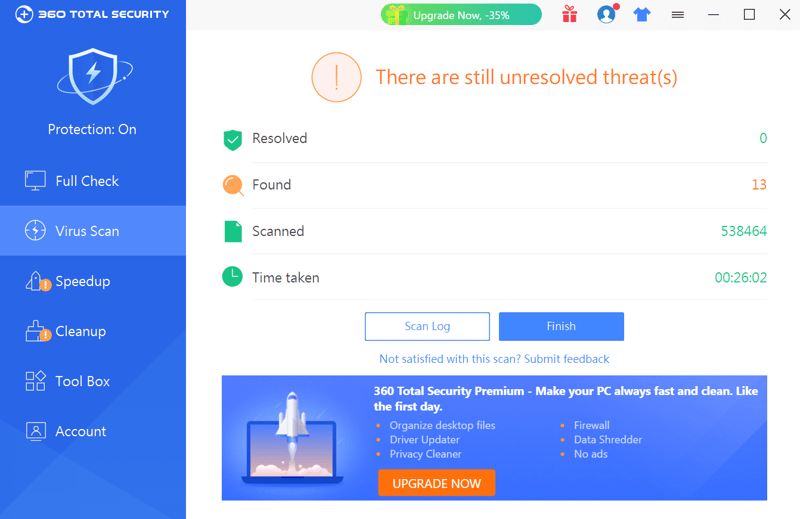 360 TOTAL SECURITY
Upgrade Now, -35%
Protection: On
Full Check
Virus Scan
Speedup
Cleanup
Tool Box
Account
There are still unresolved threat(s)
Resolved 0
Found 13
Scanned 538464
Time taken 00:26:02
Scan Log Finish
Not satisfied with this scan? Submit feedback
360 Total Security Premium - Make your PC always fast and clean. Like
the first day.
Organize desktop files Firewall
Driver Updater Data Shredder
Privacy Cleaner No ads
UPGRADE NOW